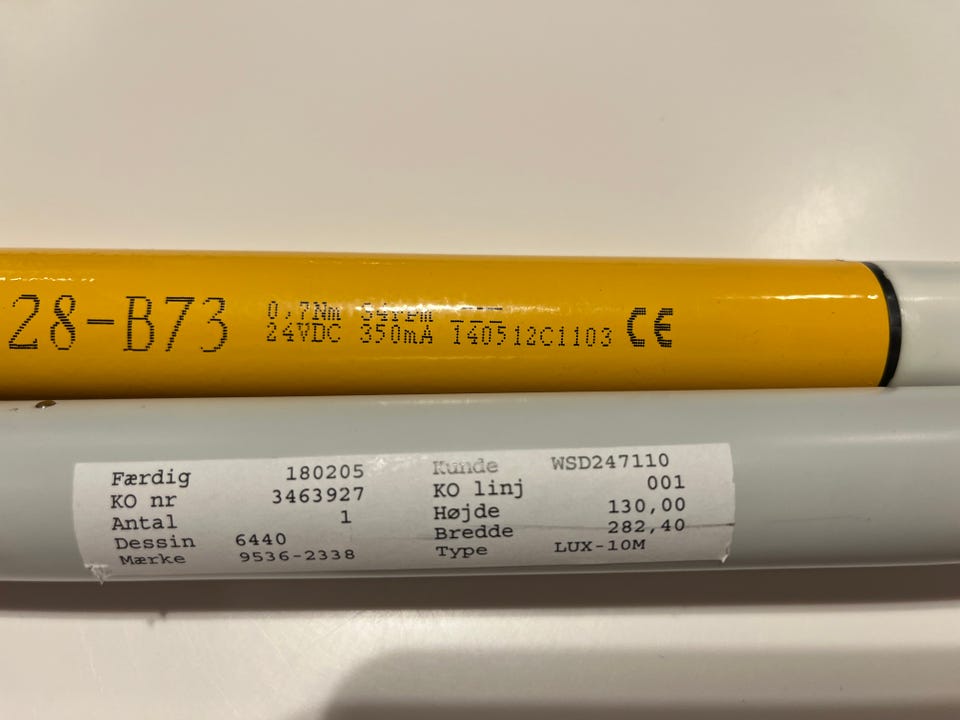 28-B73
0,7Nm 34rpm
24VDC 350mA 140512C1103 CE
Færdig 180205 Kunde WSD247110
KO nr 3463927 KO linj 001
Antal 1 Højde 130,00
Dessin 6440 Bredde 282,40
Mærke 9536-2338 Type LUX-10M